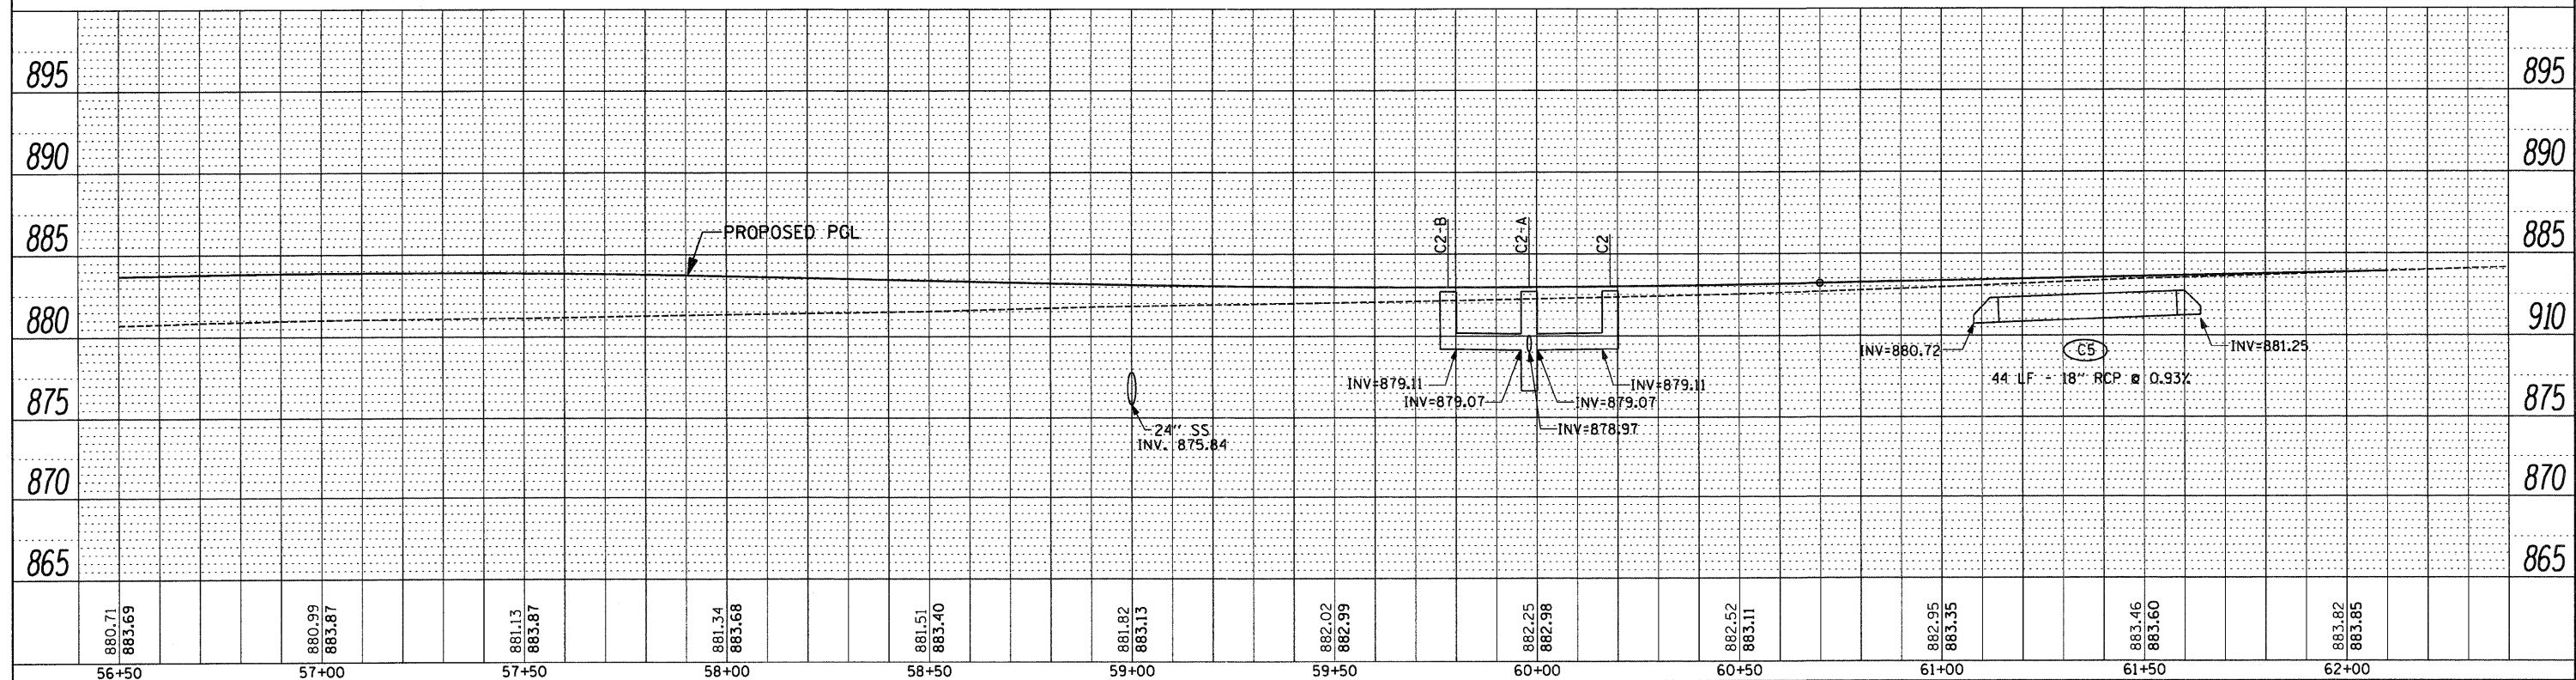 895 895
890 890
885 885
880 910
875 875
870 870
865 865
PROPOSED PGL
C2-B
C2-A
C2
24" SS
INV. 875.84
INV=879.11
INV=879.07
INV=879.11
INV=879.07
INV=878.97
INV=880.72
C5
INV=881.25
44 LF - 18" RCP @ 0.93%
880.71
883.69
880.99
883.87
881.13
883.87
881.34
883.68
881.51
883.40
881.82
883.13
882.02
882.99
882.25
882.98
882.52
883.11
882.95
883.35
883.46
883.60
883.82
883.85
56+50 57+00 57+50 58+00 58+50 59+00 59+50 60+00 60+50 61+00 61+50 62+00